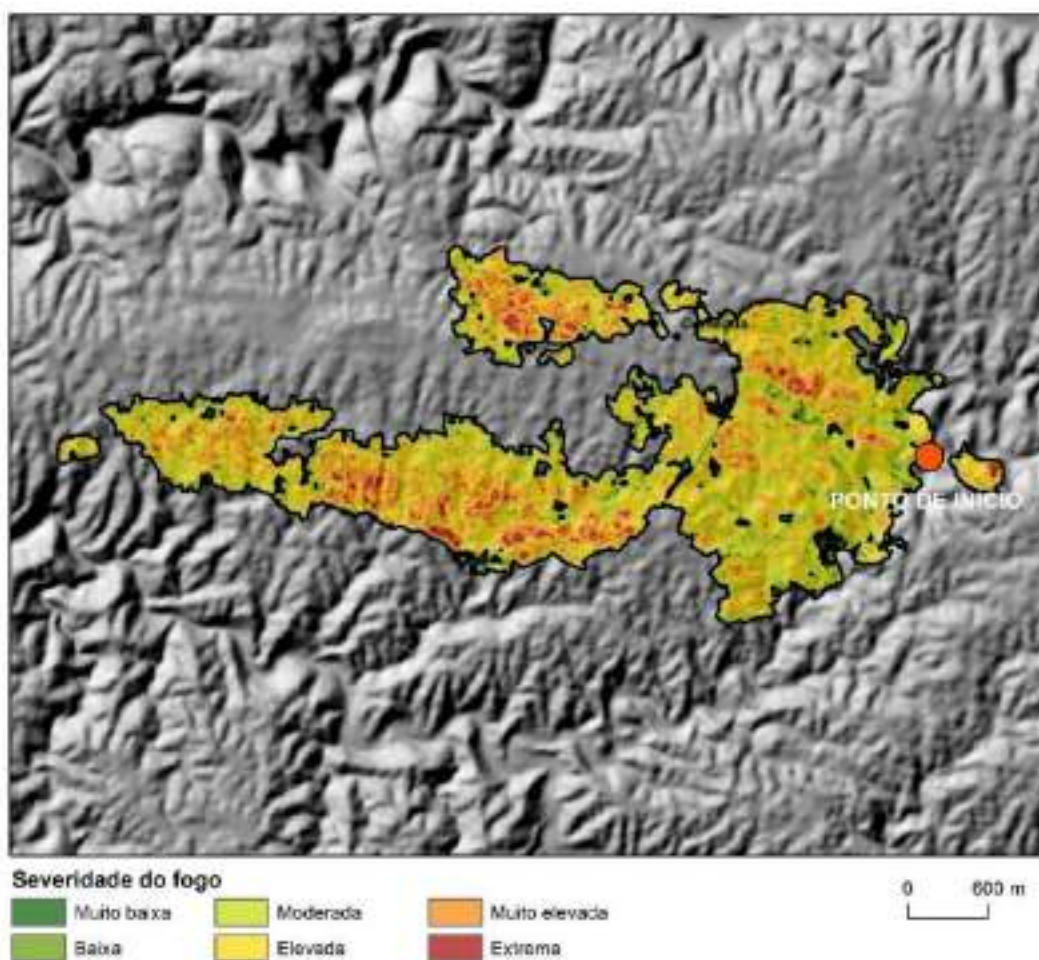 PONTO DE INÍCIO
Severidade do fogo
Muito baixa
Moderada
Muito elevada
Baixa
Elevada
Extrema
0 600 m